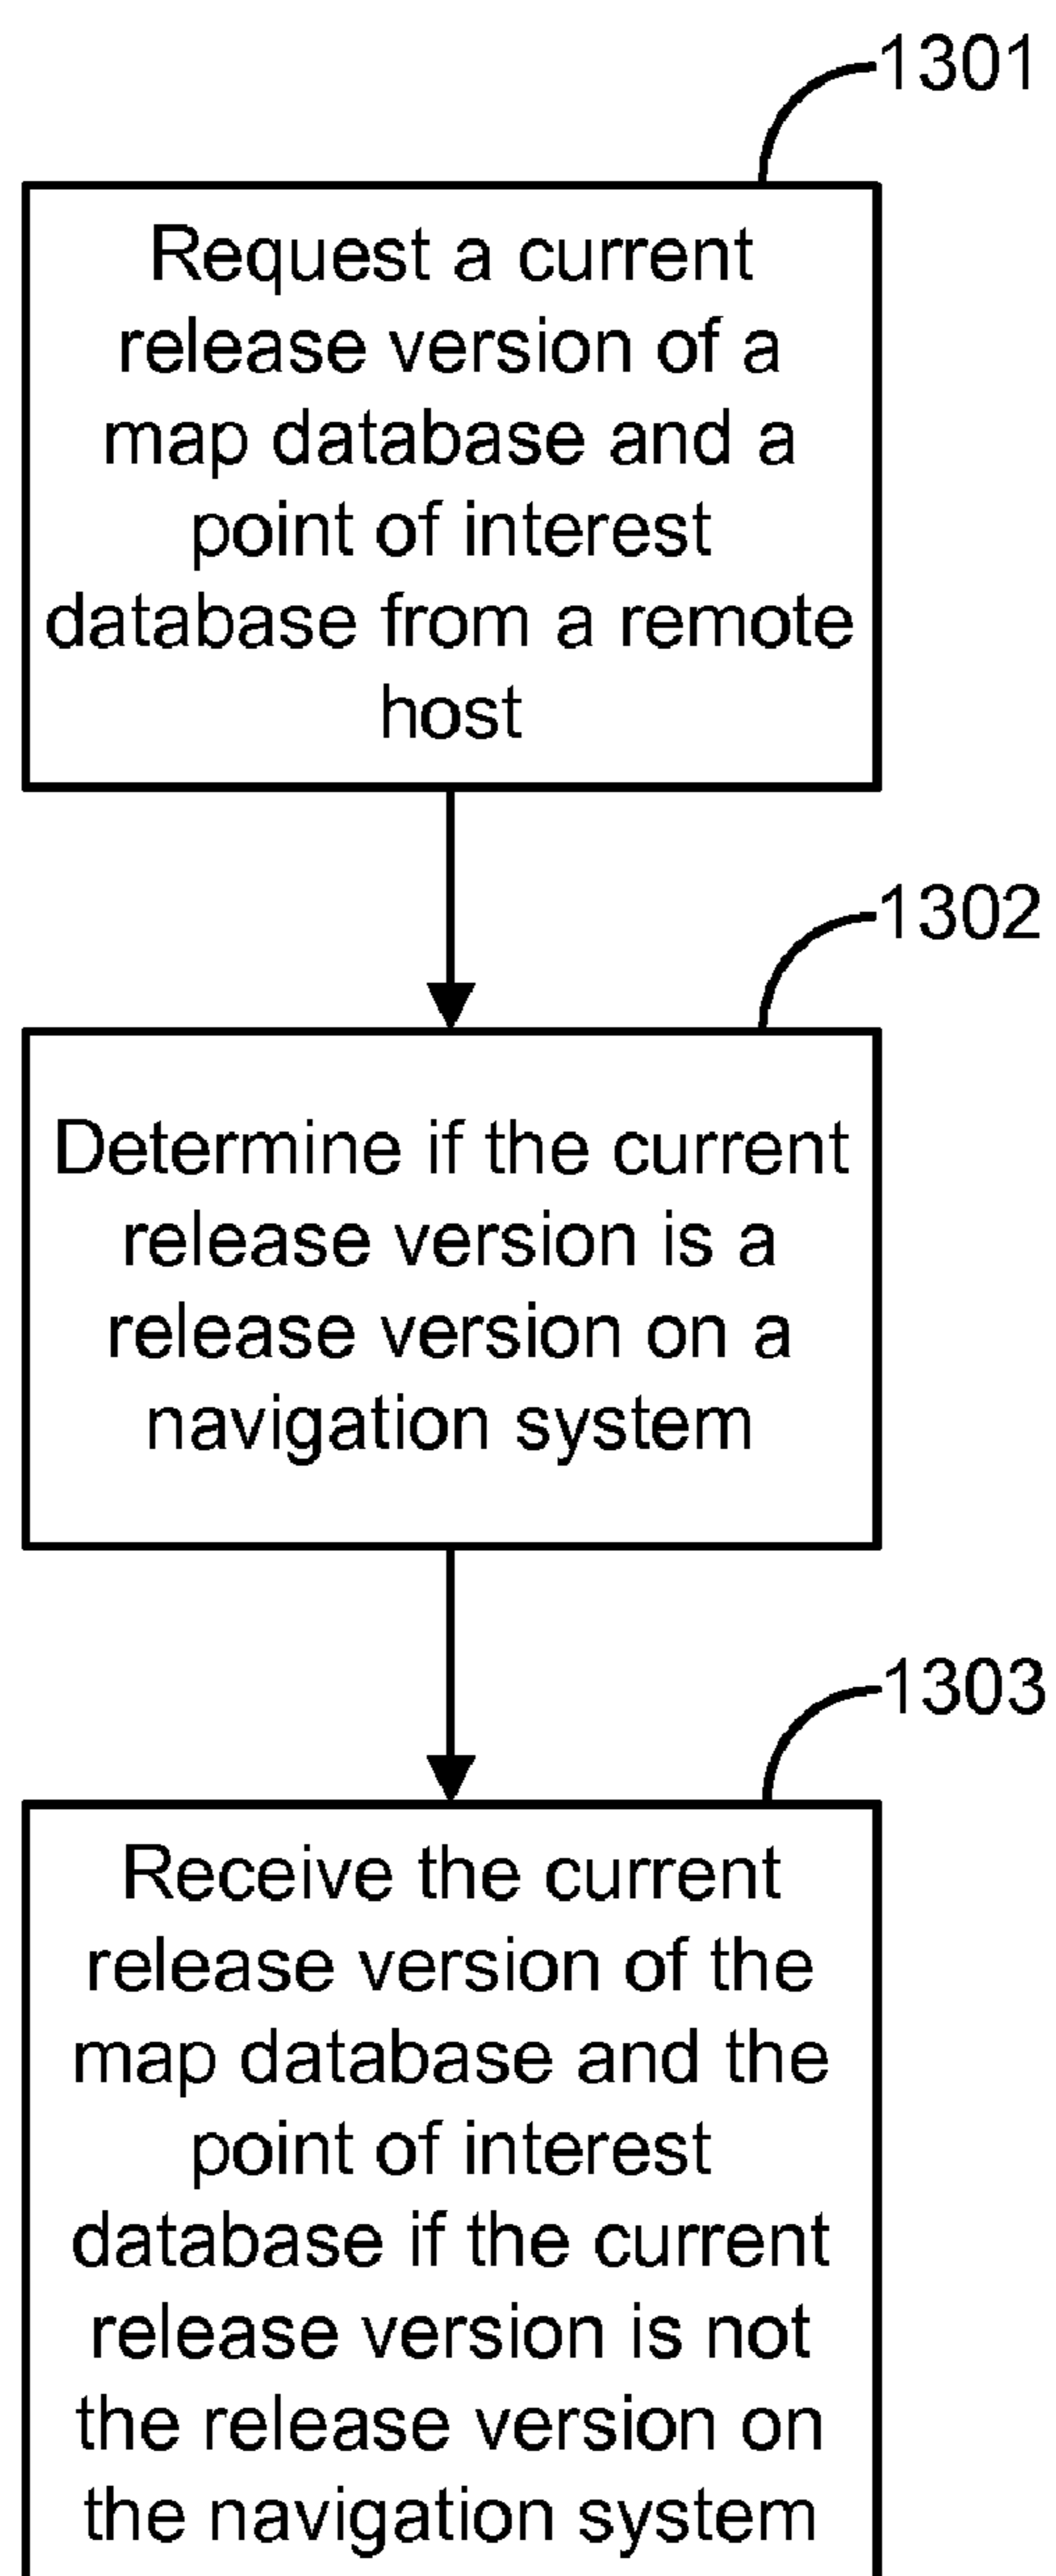 1301
Request a current
release version of a
map database and a
point of interest
database from a remote
host
1302
Determine if the current
release version is a
release version on a
navigation system
1303
Receive the current
release version of the
map database and the
point of interest
database if the current
release version is not
the release version on
the navigation system